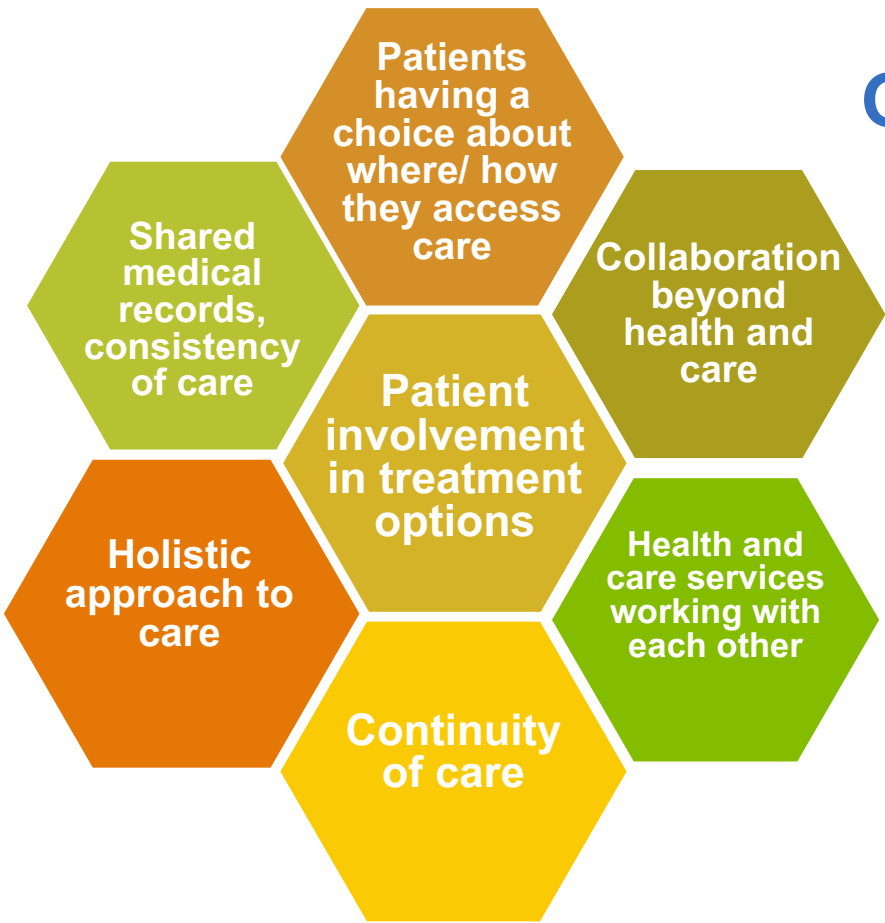 Patients
having a
choice about
where/ how
they access
care
Shared
medical
records,
consistency
of care
Collaboration
beyond
health and
care
Patient
involvement
in treatment
options
Holistic
approach to
care
Health and
care services
working with
each other
Continuity
of care